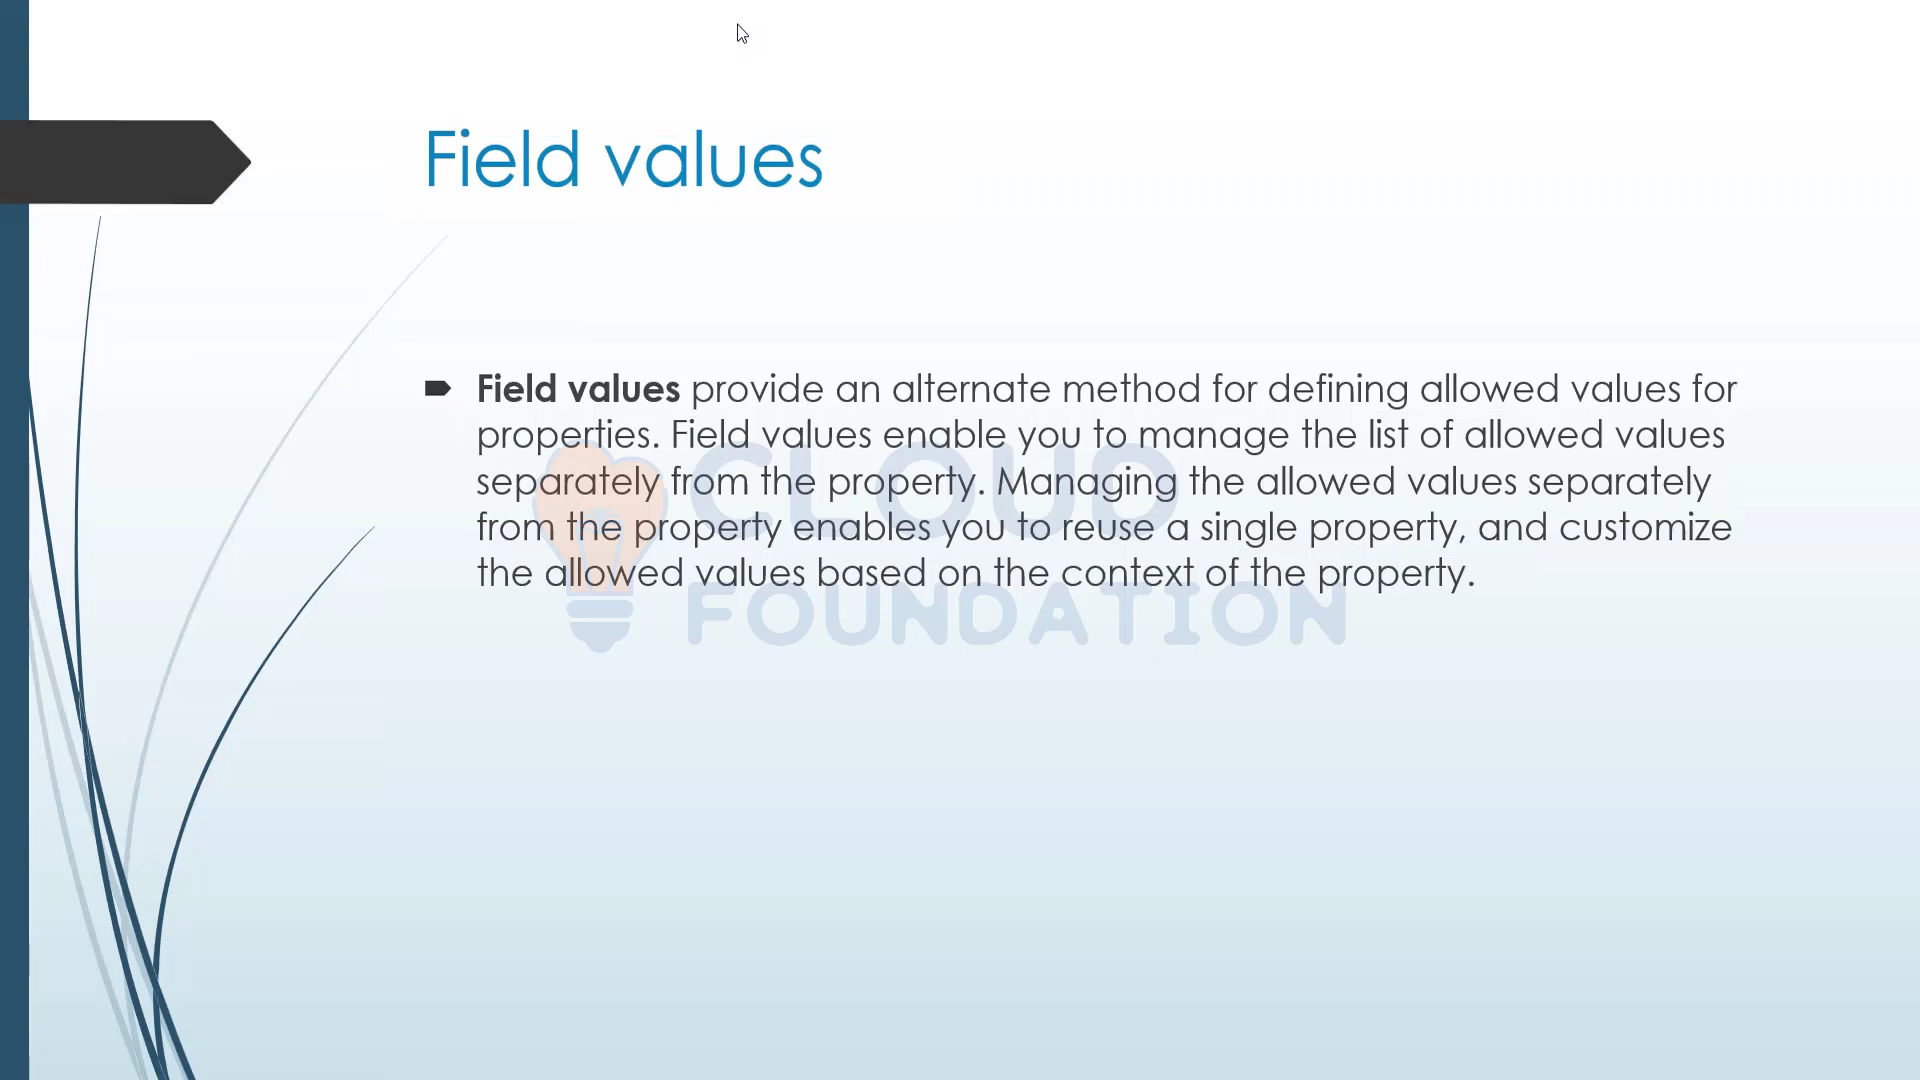 Field values
Field values provide an alternate method for defining allowed values for
properties. Field values enable you to manage the list of allowed values
separately from the property. Managing the allowed values separately
from the property enables you to reuse a single property, and customize
the allowed values based on the context of the property.
CLOUD
FOUNDATION